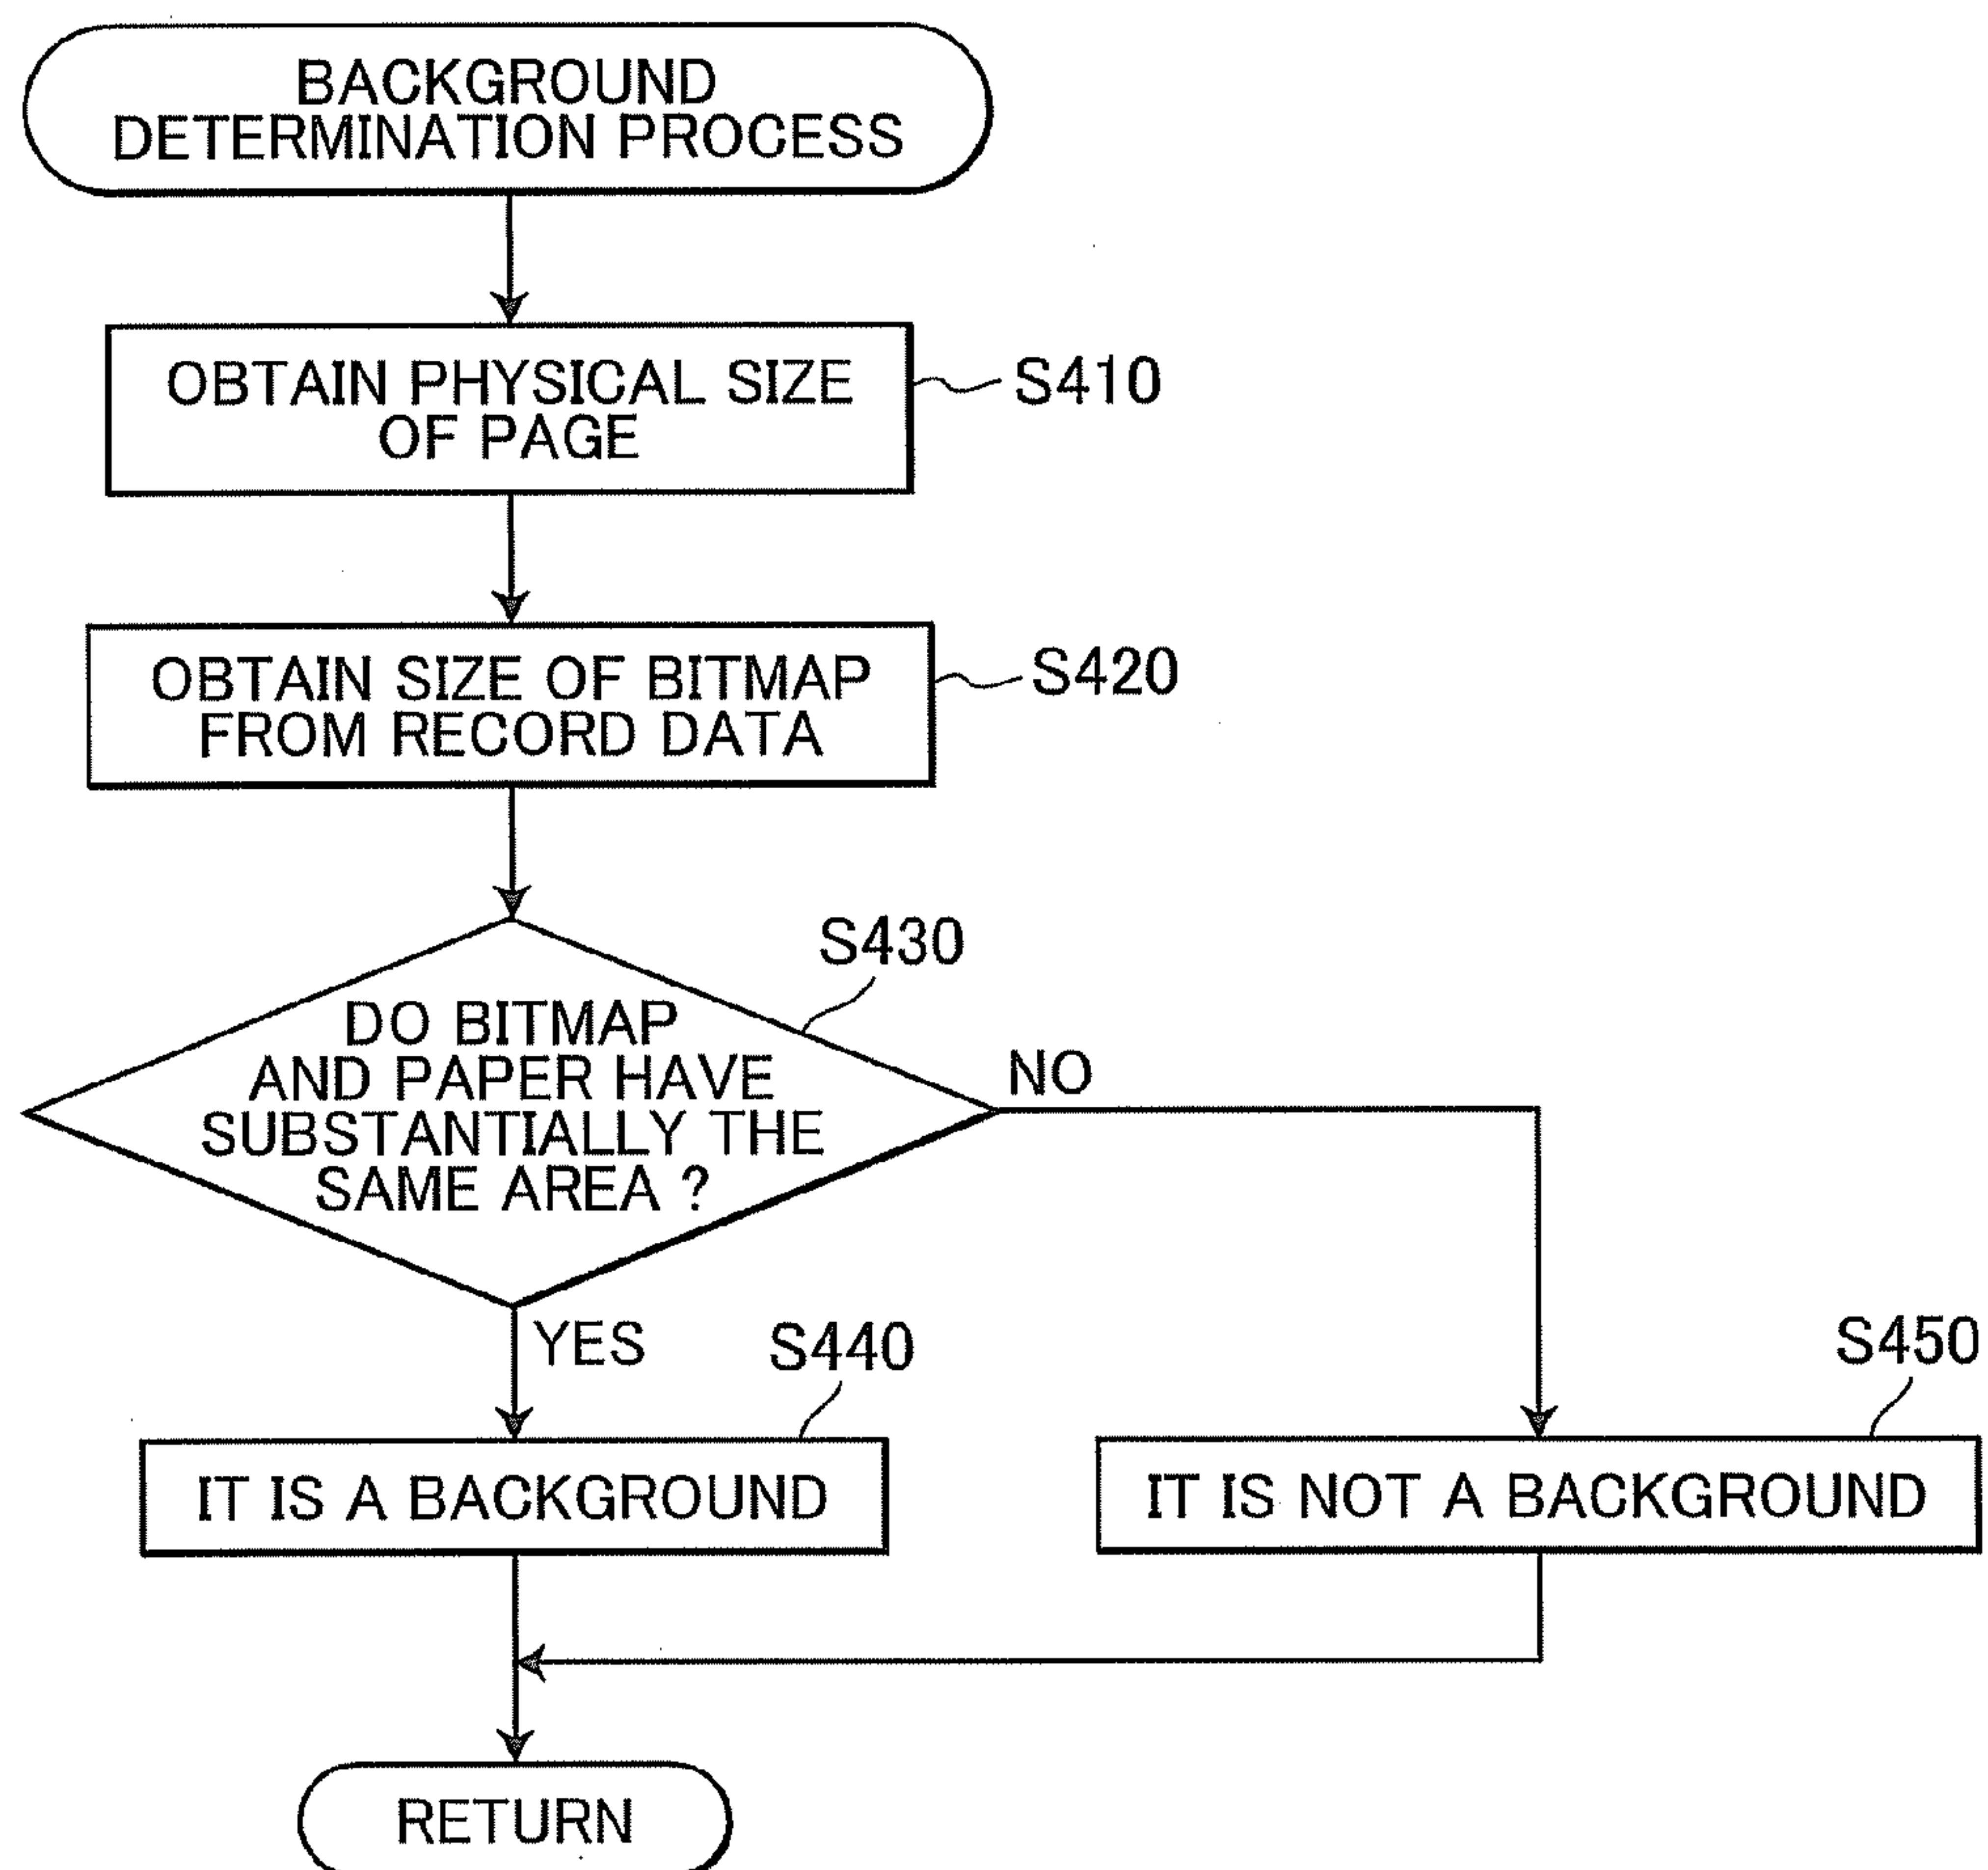 BACKGROUND
DETERMINATION PROCESS
OBTAIN PHYSICAL SIZE
OF PAGE
S410
OBTAIN SIZE OF BITMAP
FROM RECORD DATA
S420
S430
DO BITMAP
AND PAPER HAVE
SUBSTANTIALLY THE
SAME AREA ?
NO
YES
S440
S450
IT IS A BACKGROUND
IT IS NOT A BACKGROUND
RETURN